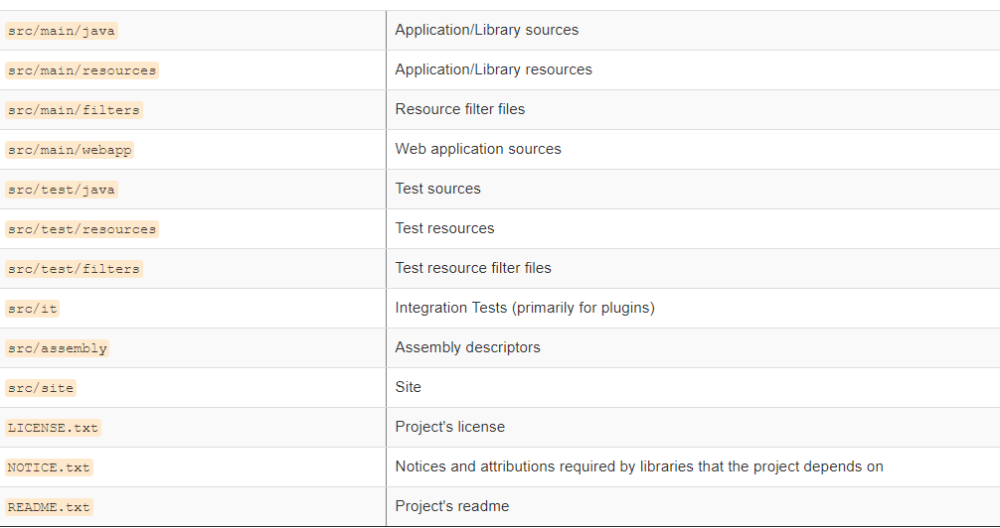 src/main/java Application/Library sources
src/main/resources Application/Library resources
src/main/filters Resource filter files
src/main/webapp Web application sources
src/test/java Test sources
src/test/resources Test resources
src/test/filters Test resource filter files
src/it Integration Tests (primarily for plugins)
src/assembly Assembly descriptors
src/site Site
LICENSE.txt Project's license
NOTICE.txt Notices and attributions required by libraries that the project depends on
README.txt Project's readme